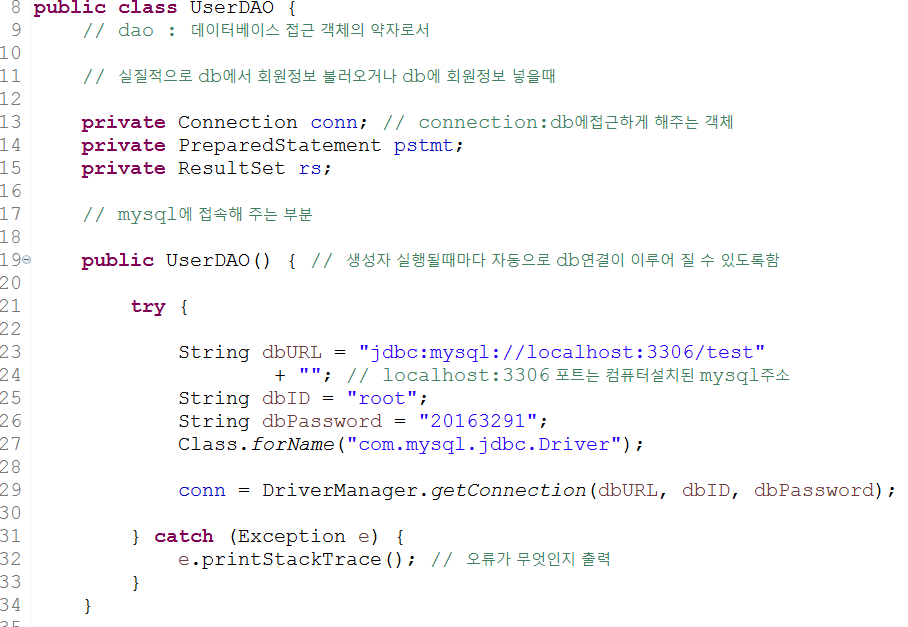 8 public class UserDAO {
9 // dao : 데이터베이스 접근 객체의 약자로서
10
11 // 실질적으로 db에서 회원정보 불러오거나 db에 회원정보 넣을때
12
13 private Connection conn; // connection:db에접근하게 해주는 객체
14 private PreparedStatement pstmt;
15 private ResultSet rs;
16
17 // mysql에 접속해 주는 부분
18
19 public UserDAO() { // 생성자 실행될때마다 자동으로 db연결이 이루어 질 수 있도록함
20
21 try {
22
23 String dbURL = "jdbc:mysql://localhost:3306/test"
24 + ""; // localhost:3306 포트는 컴퓨터설치된 mysql주소
25 String dbID = "root";
26 String dbPassword = "20163291";
27 Class.forName("com.mysql.jdbc.Driver");
28
29 conn = DriverManager.getConnection(dbURL, dbID, dbPassword);
30
31 } catch (Exception e) {
32 e.printStackTrace(); // 오류가 무엇인지 출력
33 }
34 }
35